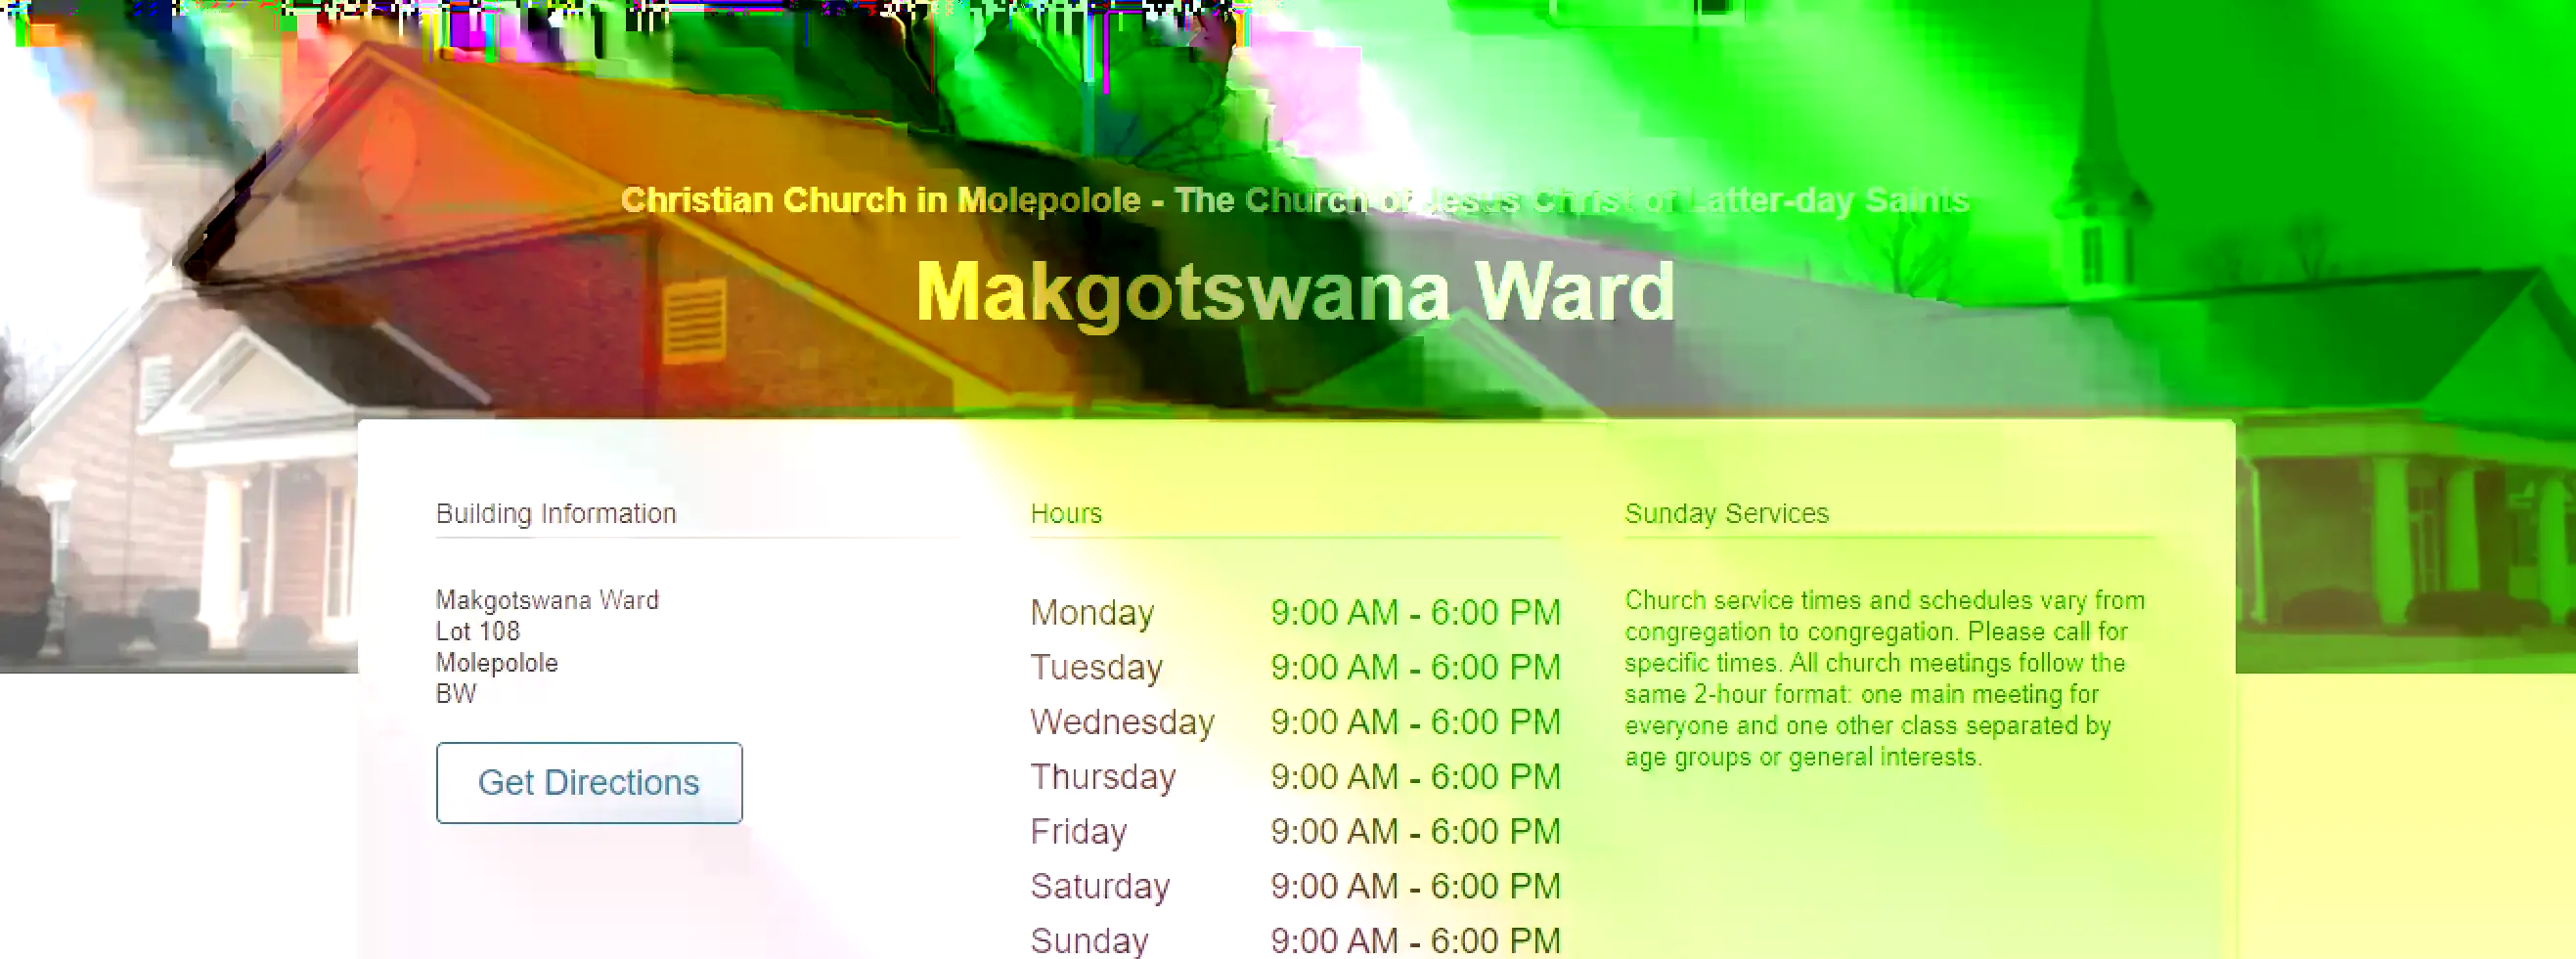 Christian Church in Molepolole - The Church of Jesus Christ of Latter-day Saints
Makgotswana Ward
Building Information
Makgotswana Ward
Lot 108
Molepolole
BW
Get Directions
Hours
Monday 9:00 AM - 6:00 PM
Tuesday 9:00 AM - 6:00 PM
Wednesday 9:00 AM - 6:00 PM
Thursday 9:00 AM - 6:00 PM
Friday 9:00 AM - 6:00 PM
Saturday 9:00 AM - 6:00 PM
Sunday 9:00 AM - 6:00 PM
Sunday Services
Church service times and schedules vary from
congregation to congregation. Please call for
specific times. All church meetings follow the
same 2-hour format: one main meeting for
everyone and one other class separated by
age groups or general interests.